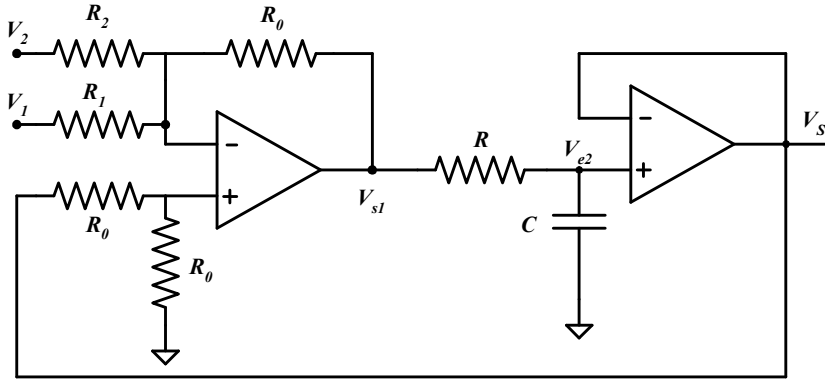 R₂
R₀
V₂
R₁
V₁
-
-
Vₛ
R
Vₑ₂
+
+
Vₛ₁
R₀
C
R₀